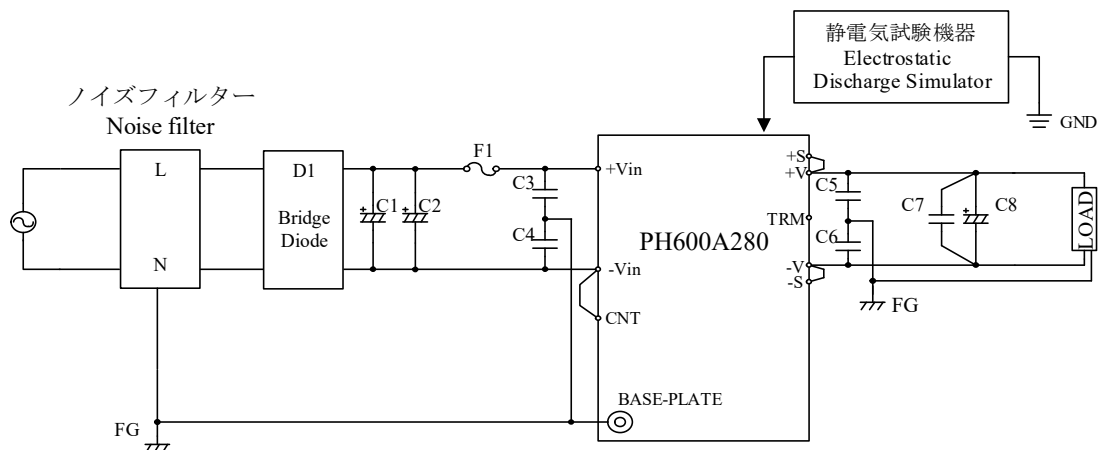 静電気試験機器
Electrostatic
Discharge Simulator
GND
ノイズフィルター
Noise filter
L
N
D1
Bridge
Diode
C1
C2
F1
C3
C4
+Vin
-Vin
CNT
BASE-PLATE
PH600A280
+S
+V
TRM
-V
-S
C5
C6
C7
C8
LOAD
FG
FG